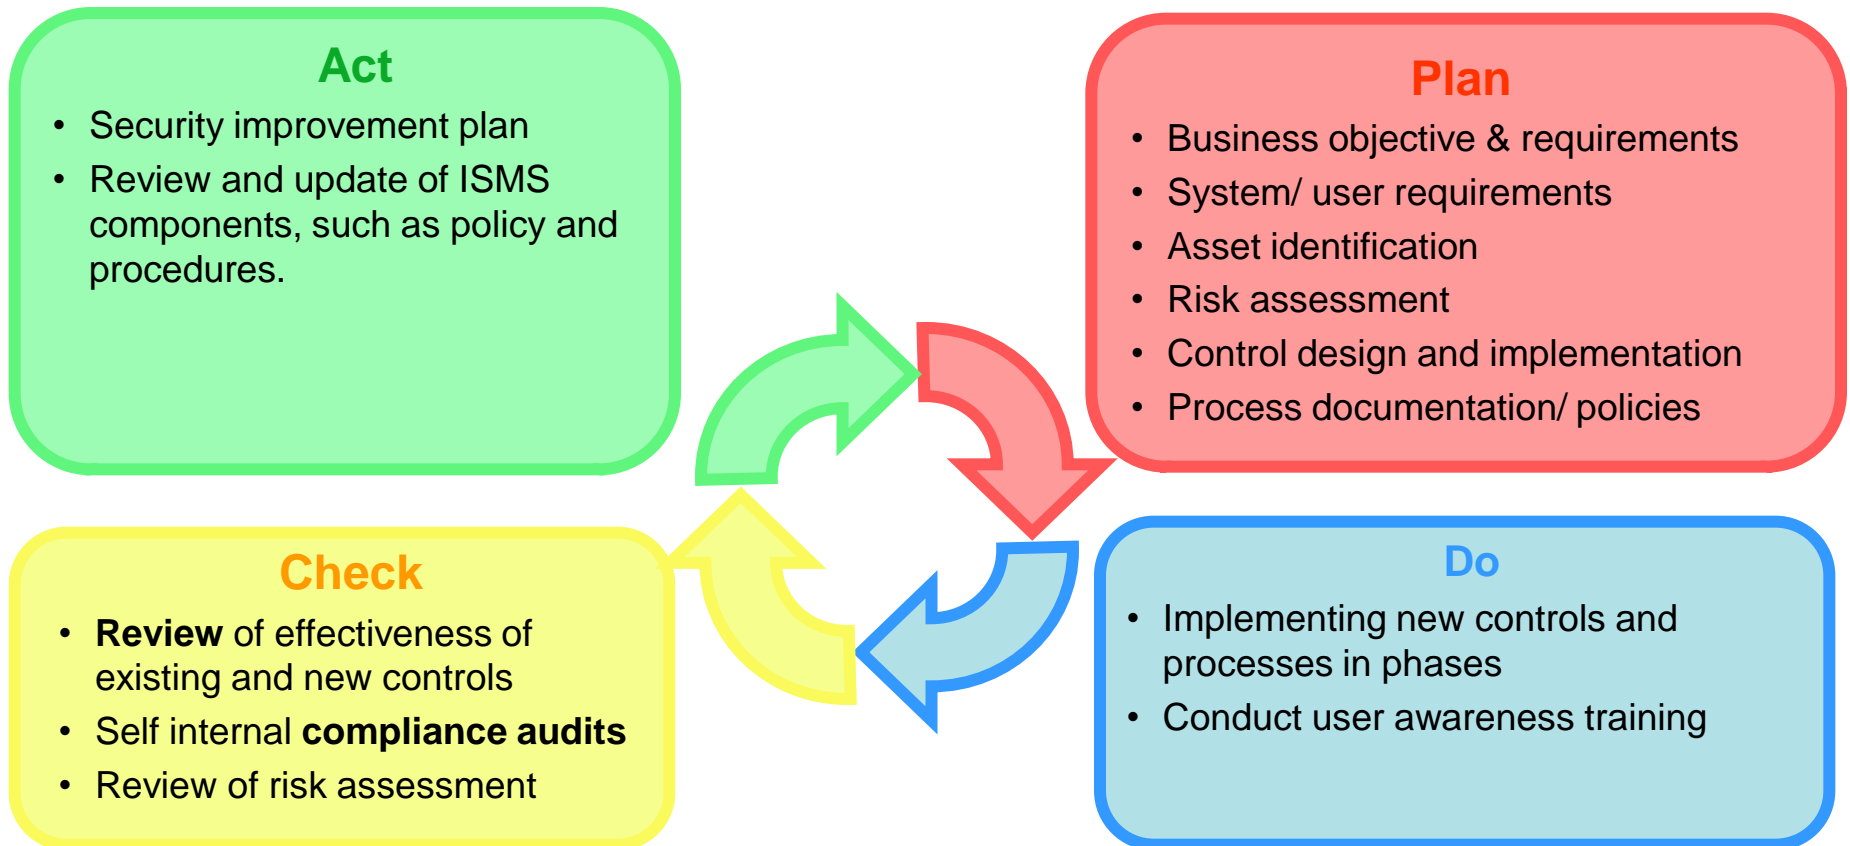 Act
• Security improvement plan
• Review and update of ISMS
components, such as policy and
procedures.
Plan
• Business objective & requirements
• System/ user requirements
• Asset identification
• Risk assessment
• Control design and implementation
• Process documentation/ policies
Check
• Review of effectiveness of
existing and new controls
• Self internal compliance audits
• Review of risk assessment
Do
• Implementing new controls and
processes in phases
• Conduct user awareness training